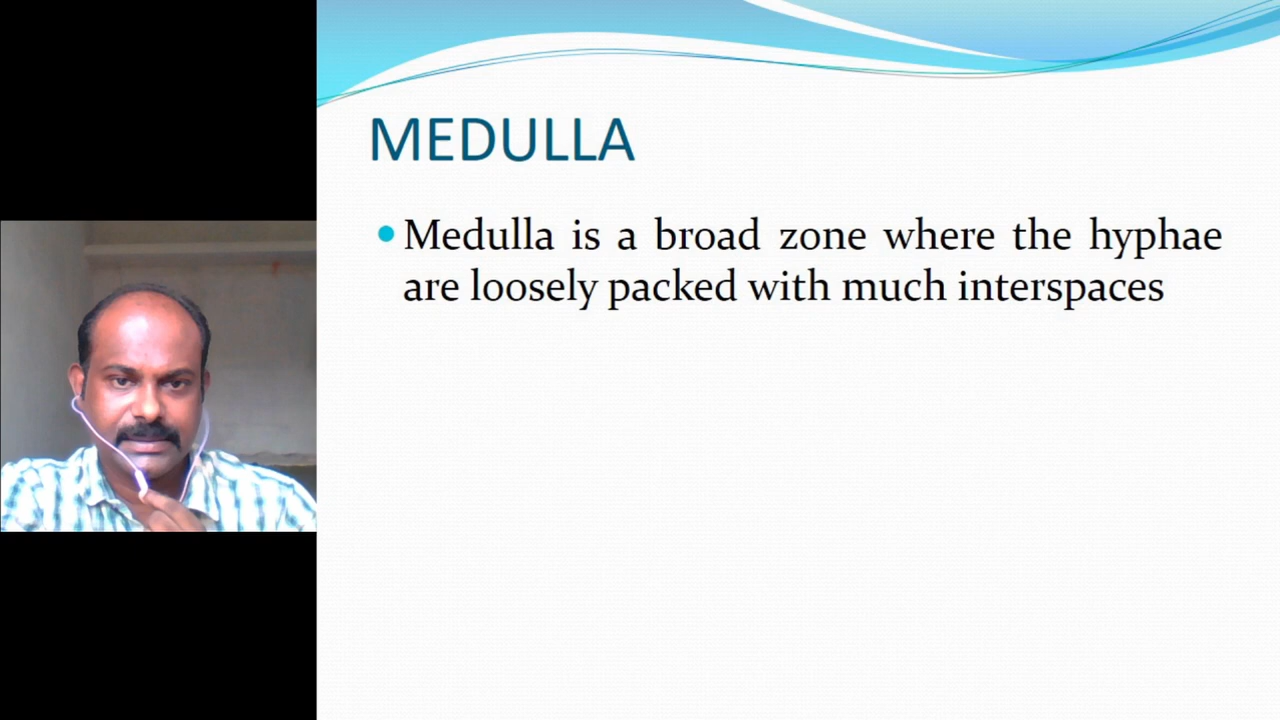 MEDULLA
• Medulla is a broad zone where the hyphae
are loosely packed with much interspaces